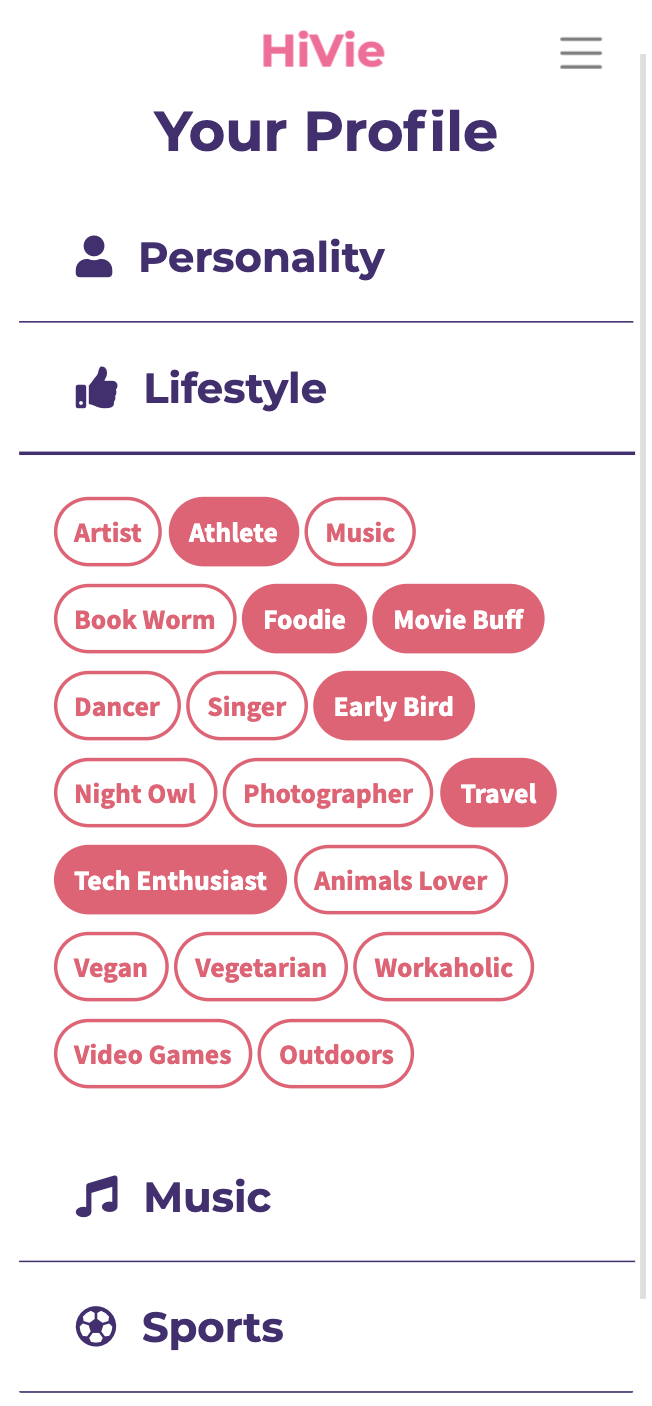 HiVie
Your Profile
Personality
Lifestyle
Artist Athlete Music
Book Worm Foodie Movie Buff
Dancer Singer Early Bird
Night Owl Photographer Travel
Tech Enthusiast Animals Lover
Vegan Vegetarian Workaholic
Video Games Outdoors
Music
Sports